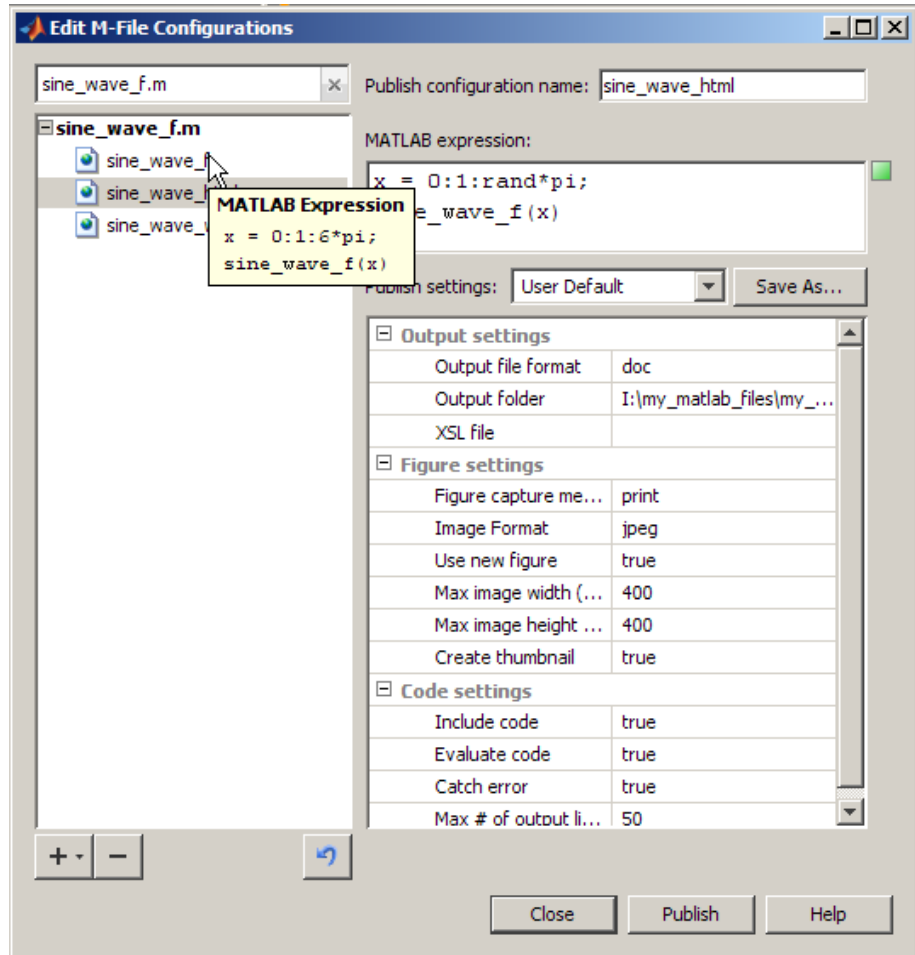 Edit M-File Configurations
sine_wave_f.m
Publish configuration name: sine_wave_html
sine_wave_f.m
MATLAB expression:
sine_wave_f
x = 0:1:rand*pi;
e_wave_f(x)
sine_wave_h
sine_wave_
MATLAB Expression
x = 0:1:6*pi;
sine_wave_f(x)
Publish settings: User Default Save As...
Output settings
Output file format doc
Output folder I:\my_matlab_files\my_...
XSL file
Figure settings
Figure capture me... print
Image Format jpeg
Use new figure true
Max image width (... 400
Max image height ... 400
Create thumbnail true
Code settings
Include code true
Evaluate code true
Catch error true
Max # of output li... 50
Close Publish Help